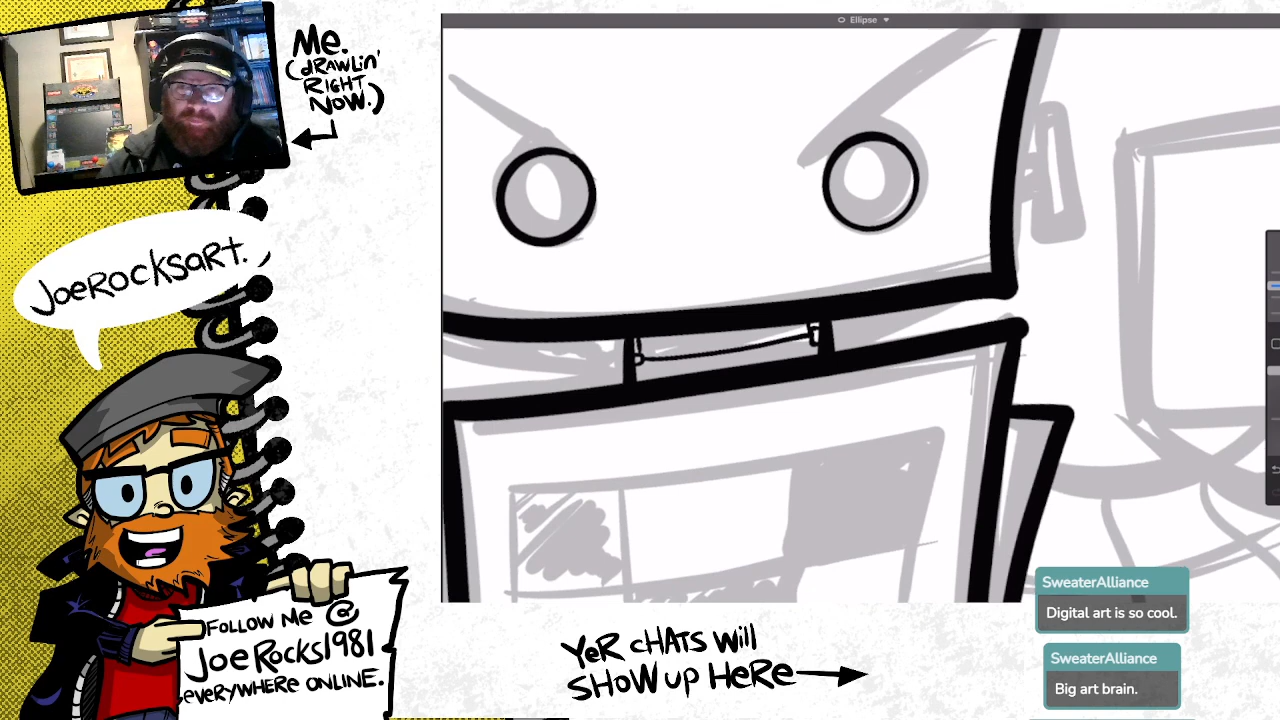 Me.
(dRAWLin'
RIGHT
NOW.)
Ellipse
JoeRocksart.
Follow Me @
JoeRocks1981
everywhere online.
Yer chats will
show up here
SweaterAlliance
Digital art is so cool.
SweaterAlliance
Big art brain.